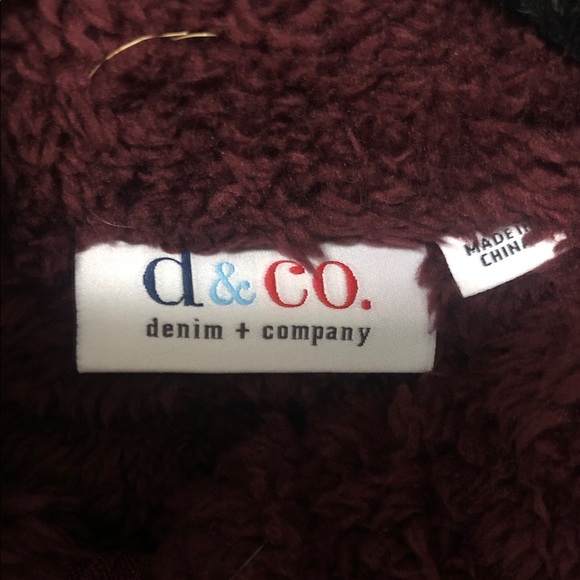 d&co.
denim + company
MADE IN
CHINA